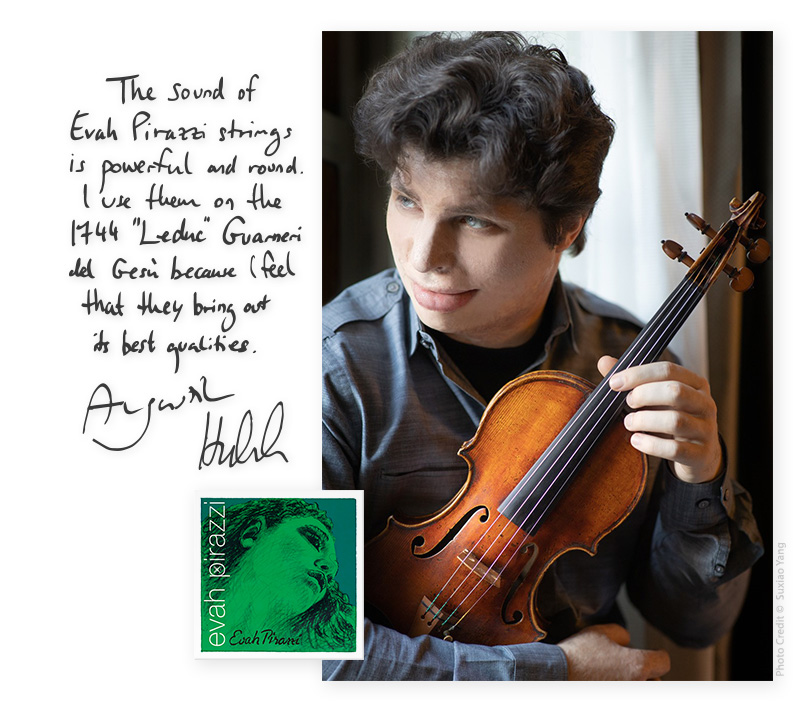 The sound of
Evah Pirazzi strings
is powerful and round.
I use them on the
1744 "Leduc" Guarneri
del Gesù because I feel
that they bring out
its best qualities.
Augustin
Hadelich
evah pirazzi
Evah Pirazzi
Photo Credit © Suxiao Yang